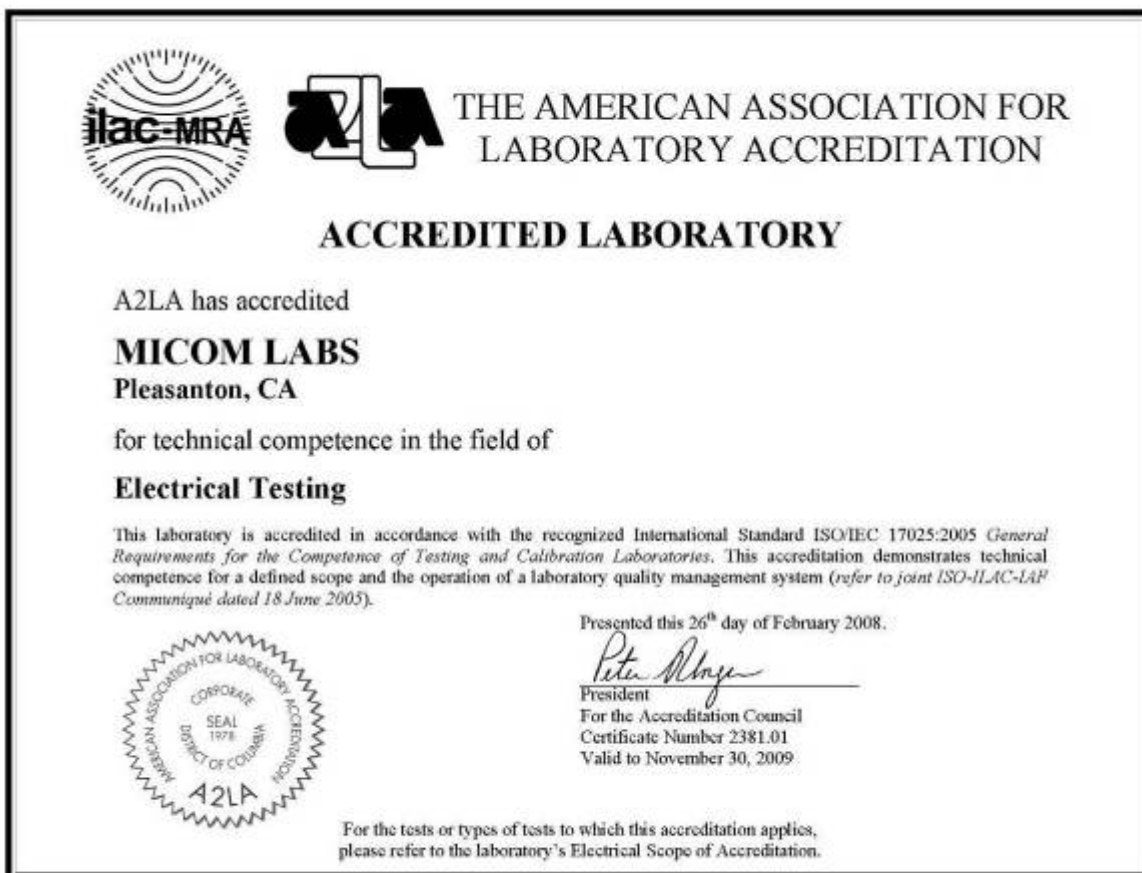 ilac-MRA
A2LA
THE AMERICAN ASSOCIATION FOR
LABORATORY ACCREDITATION
ACCREDITED LABORATORY
A2LA has accredited
MICOM LABS
Pleasanton, CA
for technical competence in the field of
Electrical Testing
This laboratory is accredited in accordance with the recognized International Standard ISO/IEC 17025:2005 General
Requirements for the Competence of Testing and Calibration Laboratories. This accreditation demonstrates technical
competence for a defined scope and the operation of a laboratory quality management system (refer to joint ISO-ILAC-IAF
Communiqué dated 18 June 2005).
Presented this 26th day of February 2008.
Peter
President
For the Accreditation Council
Certificate Number 2381.01
Valid to November 30, 2009
AMERICAN ASSOCIATION FOR LABORATORY ACCREDITATION
CORPORATE
SEAL
1978
DISTRICT OF COLUMBIA
A2LA
For the tests or types of tests to which this accreditation applies,
please refer to the laboratory's Electrical Scope of Accreditation.